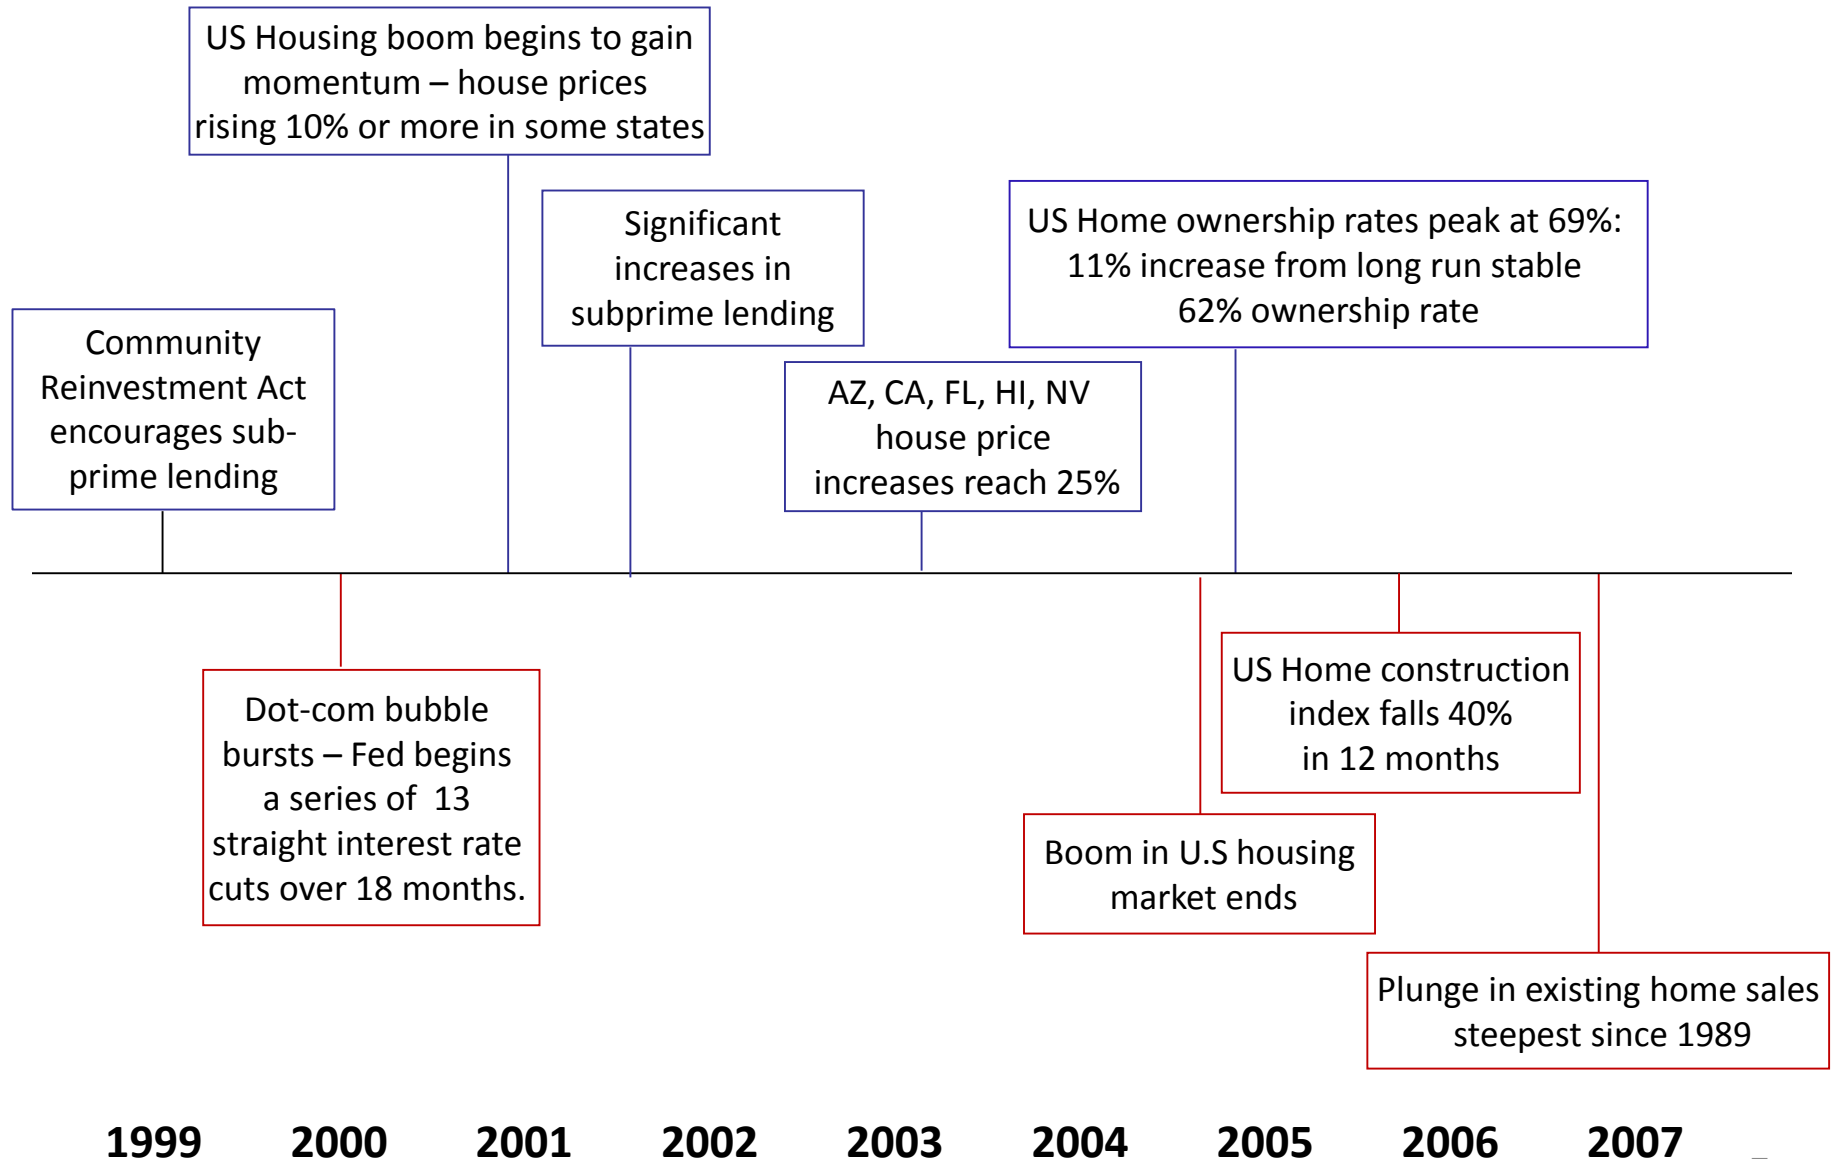 US Housing boom begins to gain
momentum – house prices
rising 10% or more in some states
Significant
increases in
subprime lending
US Home ownership rates peak at 69%:
11% increase from long run stable
62% ownership rate
Community
Reinvestment Act
encourages sub-
prime lending
AZ, CA, FL, HI, NV
house price
increases reach 25%
Dot-com bubble
bursts – Fed begins
a series of 13
straight interest rate
cuts over 18 months.
US Home construction
index falls 40%
in 12 months
Boom in U.S housing
market ends
Plunge in existing home sales
steepest since 1989
1999 2000 2001 2002 2003 2004 2005 2006 2007